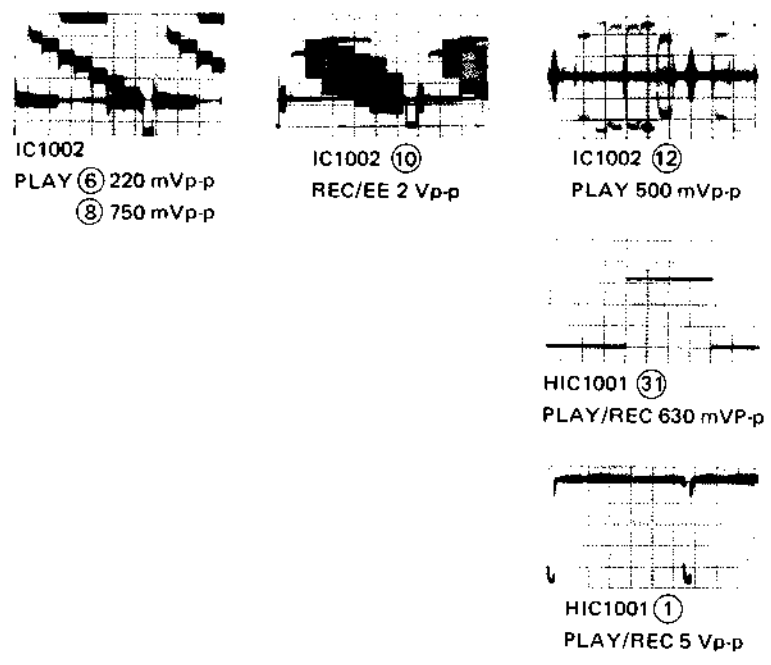 IC1002
PLAY ⑥ 220 mVp-p
⑧ 750 mVp-p
IC1002 ⑩
REC/EE 2 Vp-p
IC1002 ⑫
PLAY 500 mVp-p
HIC1001 ㉛
PLAY/REC 630 mVP-p
HIC1001 ①
PLAY/REC 5 Vp-p